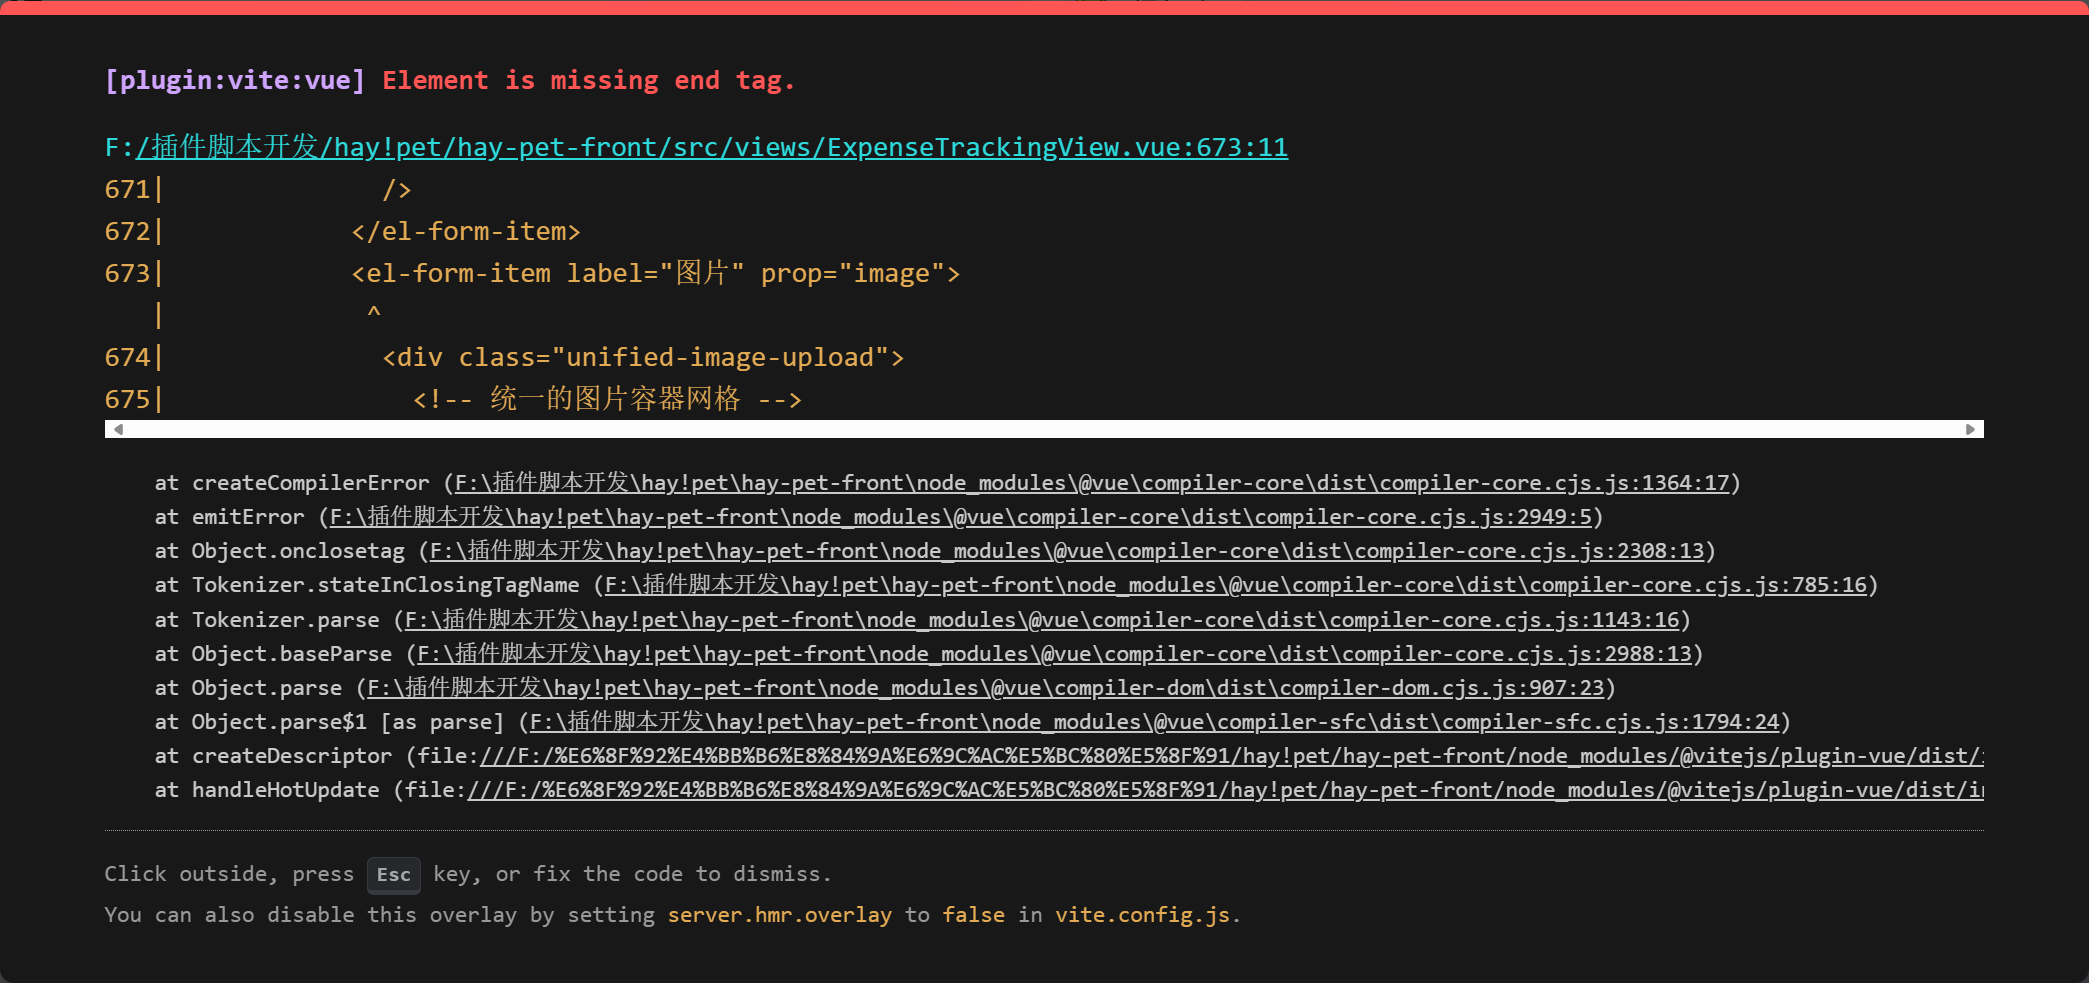 [plugin:vite:vue] Element is missing end tag.
F:/插件脚本开发/hay!pet/hay-pet-front/src/views/ExpenseTrackingView.vue:673:11
671|              />
672|            </el-form-item>
673|            <el-form-item label="图片" prop="image">
   |             ^
674|              <div class="unified-image-upload">
675|                <!-- 统一的图片容器网格 -->
at createCompilerError (F:\插件脚本开发\hay!pet\hay-pet-front\node_modules\@vue\compiler-core\dist\compiler-core.cjs.js:1364:17)
at emitError (F:\插件脚本开发\hay!pet\hay-pet-front\node_modules\@vue\compiler-core\dist\compiler-core.cjs.js:2949:5)
at Object.onclosetag (F:\插件脚本开发\hay!pet\hay-pet-front\node_modules\@vue\compiler-core\dist\compiler-core.cjs.js:2308:13)
at Tokenizer.stateInClosingTagName (F:\插件脚本开发\hay!pet\hay-pet-front\node_modules\@vue\compiler-core\dist\compiler-core.cjs.js:785:16)
at Tokenizer.parse (F:\插件脚本开发\hay!pet\hay-pet-front\node_modules\@vue\compiler-core\dist\compiler-core.cjs.js:1143:16)
at Object.baseParse (F:\插件脚本开发\hay!pet\hay-pet-front\node_modules\@vue\compiler-core\dist\compiler-core.cjs.js:2988:13)
at Object.parse (F:\插件脚本开发\hay!pet\hay-pet-front\node_modules\@vue\compiler-dom\dist\compiler-dom.cjs.js:907:23)
at Object.parse$1 [as parse] (F:\插件脚本开发\hay!pet\hay-pet-front\node_modules\@vue\compiler-sfc\dist\compiler-sfc.cjs.js:1794:24)
at createDescriptor (file:///F:/%E6%8F%92%E4%BB%B6%E8%84%9A%E6%9C%AC%E5%BC%80%E5%8F%91/hay!pet/hay-pet-front/node_modules/@vitejs/plugin-vue/dist/
at handleHotUpdate (file:///F:/%E6%8F%92%E4%BB%B6%E8%84%9A%E6%9C%AC%E5%BC%80%E5%8F%91/hay!pet/hay-pet-front/node_modules/@vitejs/plugin-vue/dist/i
Click outside, press Esc key, or fix the code to dismiss.
You can also disable this overlay by setting server.hmr.overlay to false in vite.config.js.